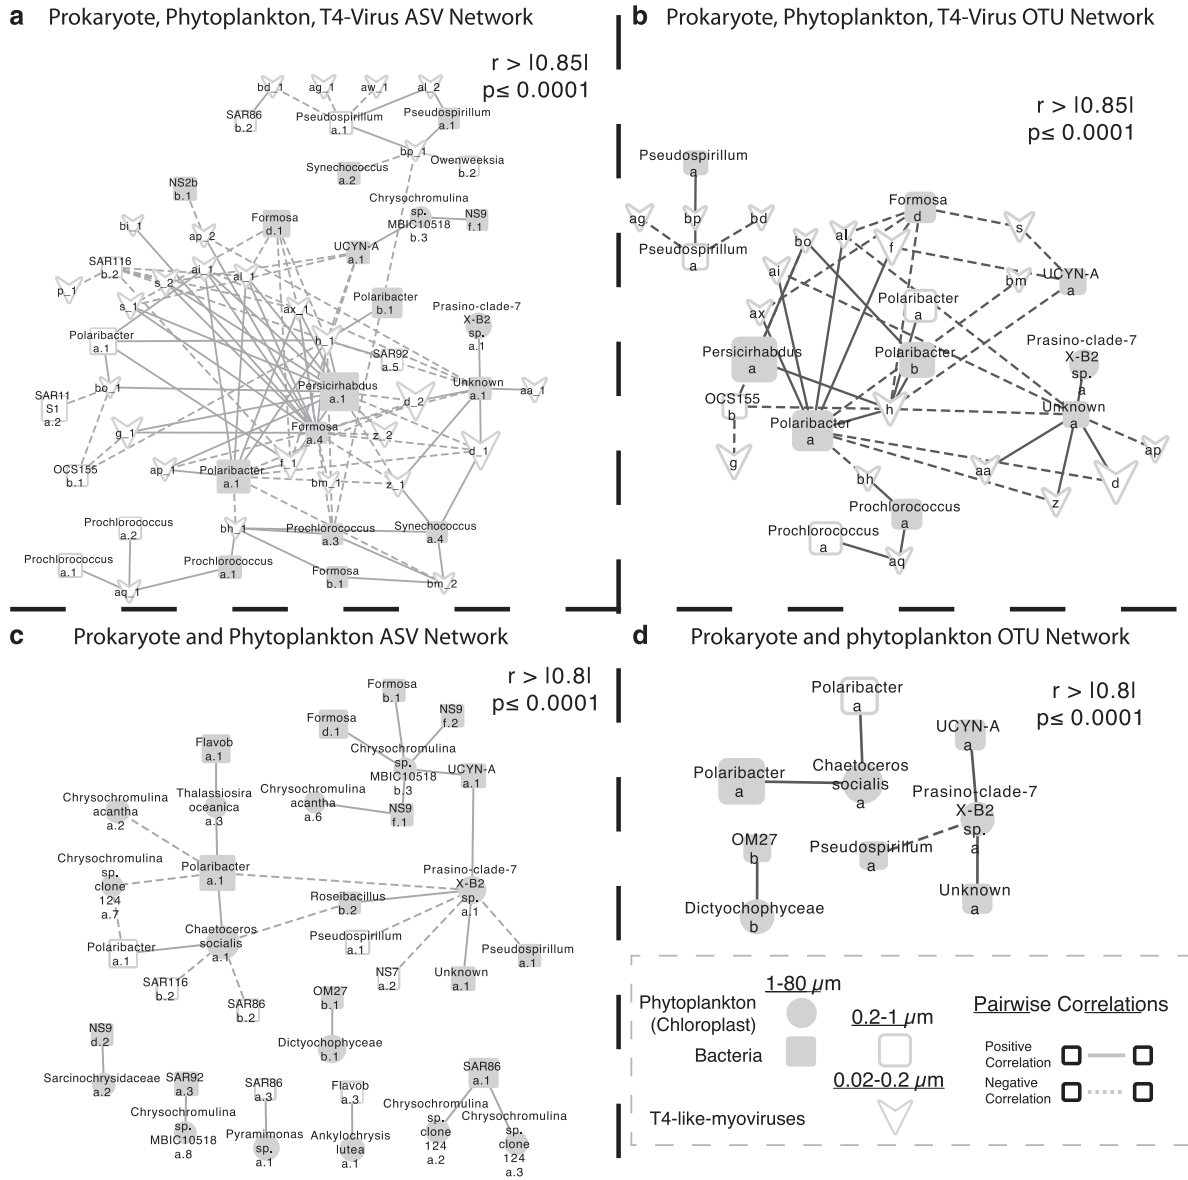 a Prokaryote, Phytoplankton, T4-Virus ASV Network
r > |0.85|
p≤ 0.0001
bd_1
ag_1
aw_1
al_2
SAR86
b.2
Pseudospirillum
a.1
Pseudospirillum
a.1
bp_1
Synechococcus
a.2
Owenweeksia
b.2
NS2b
b.1
Chrysochromulina
sp.
MBIC10518
b.3
NS9
f.1
bi_1
ap_2
Formosa
d.1
UCYN-A
a.1
SAR116
b.2
s_2
ai_1
al_1
p_1
s_1
ax_1
Polaribacter
b.1
Prasino-clade-7
X-B2
sp.
a.1
Polaribacter
a.1
h_1
SAR92
a.5
bo_1
Persicirhabdus
a.1
Unknown
a.1
aa_1
SAR11
S1
a.2
d_2
g_1
Formosa
a.4
z_2
d_1
OCS155
b.1
ap_1
Polaribacter
a.1
f_1
bm_1
z_1
Prochlorococcus
a.2
bh_1
Prochlorococcus
a.3
Synechococcus
a.4
Prochlorococcus
a.1
Prochlorococcus
a.1
Formosa
b.1
bm_2
aq_1
b Prokaryote, Phytoplankton, T4-Virus OTU Network
r > |0.85|
p≤ 0.0001
Pseudospirillum
a
ag
bp
bd
Pseudospirillum
a
Formosa
d
bo
al
f
s
ai
bm
UCYN-A
a
ax
Polaribacter
a
Persicirhabdus
a
Polaribacter
b
Prasino-clade-7
X-B2
sp.
a
OCS155
b
h
Unknown
a
Polaribacter
a
g
bh
aa
ap
d
z
Prochlorococcus
a
Prochlorococcus
a
aq
c Prokaryote and Phytoplankton ASV Network
r > |0.8|
p≤ 0.0001
Formosa
b.1
Formosa
d.1
NS9
f.2
Flavob
a.1
Chrysochromulina
sp.
MBIC10518
b.3
UCYN-A
a.1
Chrysochromulina
acantha
a.2
Thalassiosira
oceanica
a.3
Chrysochromulina
acantha
a.6
NS9
f.1
Chrysochromulina
sp.
clone
124
a.7
Polaribacter
a.1
Roseibacillus
b.2
Prasino-clade-7
X-B2
sp.
a.1
Polaribacter
a.1
Chaetoceros
socialis
a.1
Pseudospirillum
a.1
Pseudospirillum
a.1
SAR116
b.2
SAR86
b.2
NS7
a.2
Unknown
a.1
OM27
b.1
Dictyochophyceae
b.1
NS9
d.2
Sarcinochrysidaceae
a.2
SAR92
a.3
Chrysochromulina
sp.
MBIC10518
a.8
SAR86
a.3
Pyramimonas
sp.
a.1
Flavob
a.3
Ankylochrysis
lutea
a.1
SAR86
a.1
Chrysochromulina
sp.
clone
124
a.2
Chrysochromulina
sp.
clone
124
a.3
d Prokaryote and phytoplankton OTU Network
r > |0.8|
p≤ 0.0001
Polaribacter
a
UCYN-A
a
Polaribacter
a
Chaetoceros
socialis
a
Prasino-clade-7
X-B2
sp.
a
OM27
b
Pseudospirillum
a
Dictyochophyceae
b
Unknown
a
1-80 µm
Phytoplankton
(Chloroplast)
0.2-1 µm
Bacteria
0.02-0.2 µm
T4-like-myoviruses
Pairwise Correlations
Positive
Correlation
Negative
Correlation